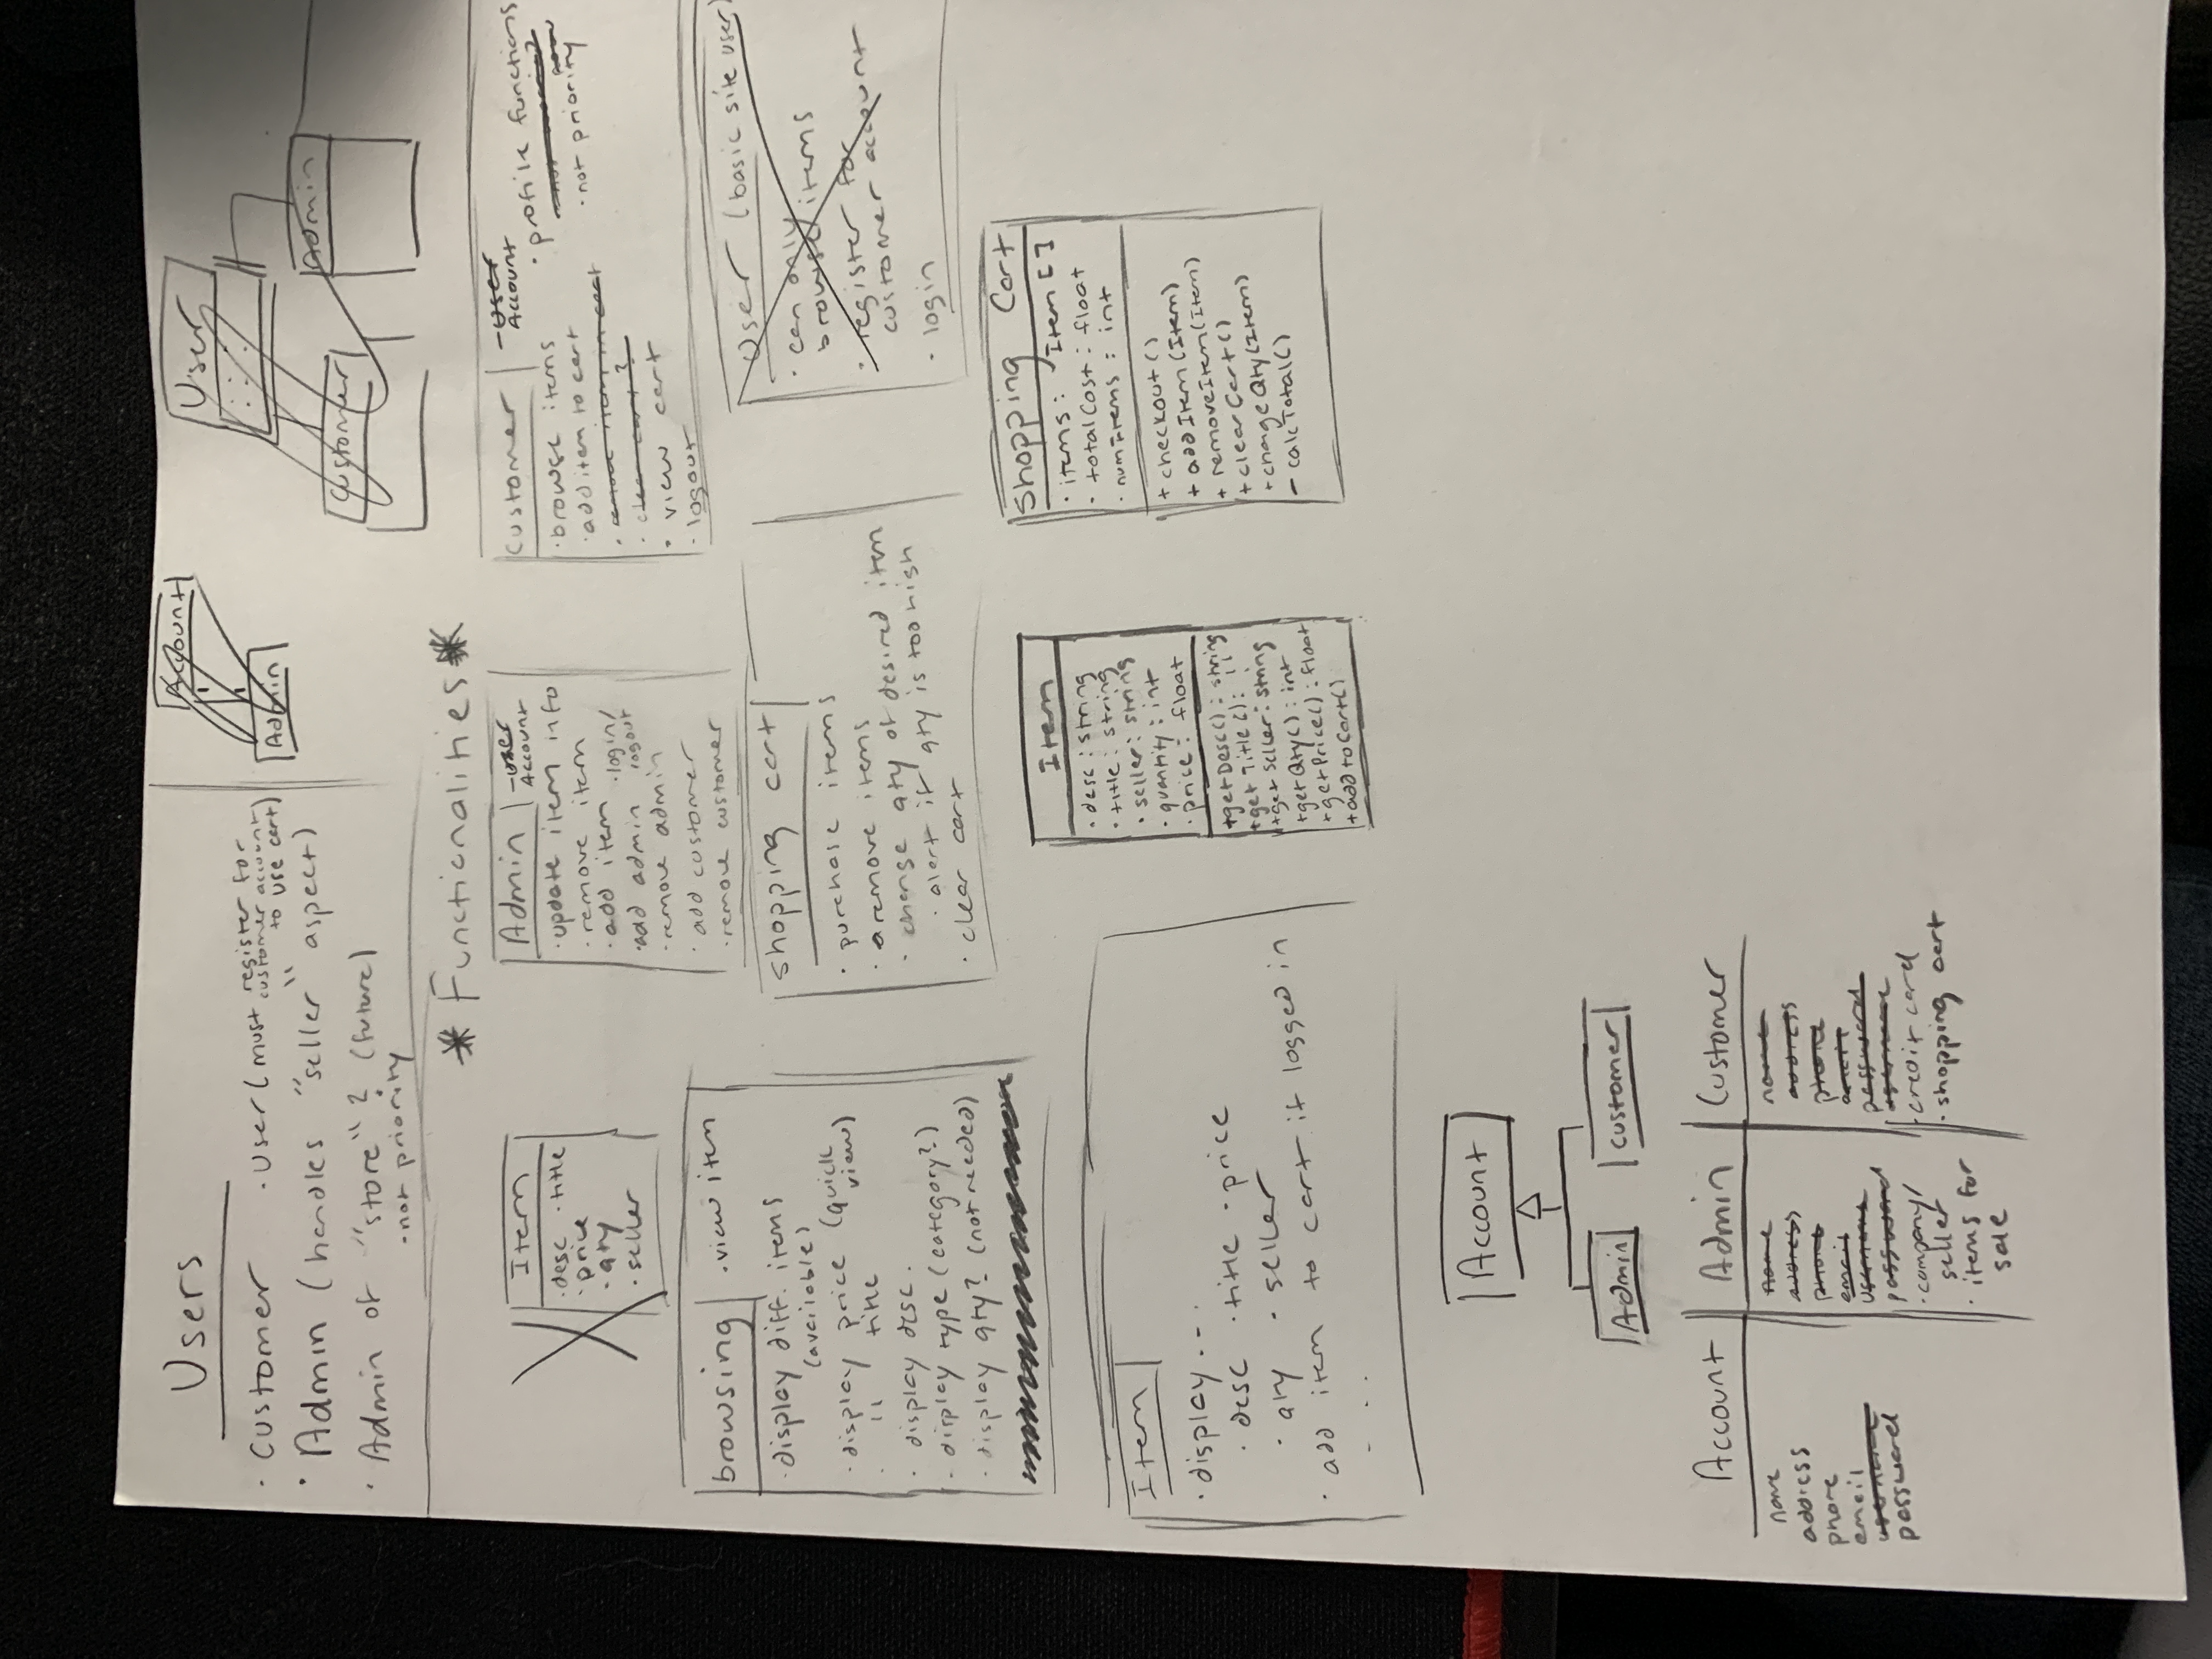 Users
· Customer · User (must register for customer account to use cart)
· Admin (handles "seller" aspect)
· Admin of "store"? (future)
· not priority
Account
Admin
User
Customer
Admin
* Functionalities *
Item
· desc · title
· price
· qty
· seller
Admin - User
Account
· update item info
· remove item
· add item · login/
logout
· add admin
· remove admin
· add customer
· remove customer
Customer - User
Account
· browse items
· add item to cart
· remove item in cart
· clear cart?
· view cart
· logout
· profile functions
· not priority
browsing · view item
· display diff. items
(available)
· display price (quick view)
· " title
· display desc.
· display type (category?)
· display qty? (not needed)
shopping cart
· purchase items
· remove items
· change qty of desired item
· alert if qty is too high
· clear cart
User (basic site user)
· can only
browse items
· register for
customer account
· login
Item
· display ...
· desc · title · price
· qty · seller
· add item to cart if logged in
- . .
Item
· desc : string
· title : string
· seller : string
· quantity : int
· price : float
+getDesc() : string
+get Title() : "
+get Seller : string
+getQty() : int
+getPrice() : float
+addtoCart()
Shopping Cart
· items : Item []
· totalCost : float
· numItems : int
+ checkout()
+ addItem(Item)
+ removeItem(Item)
+ clearCart()
+ changeQty(Item)
- calcTotal()
Account
Admin customer
Account Admin Customer
name
address
phone
email
username
password
name
address
phone
email
username
password
· company/
seller
· items for
sale
name
address
phone
email
password
username
· credit card
· shopping cart